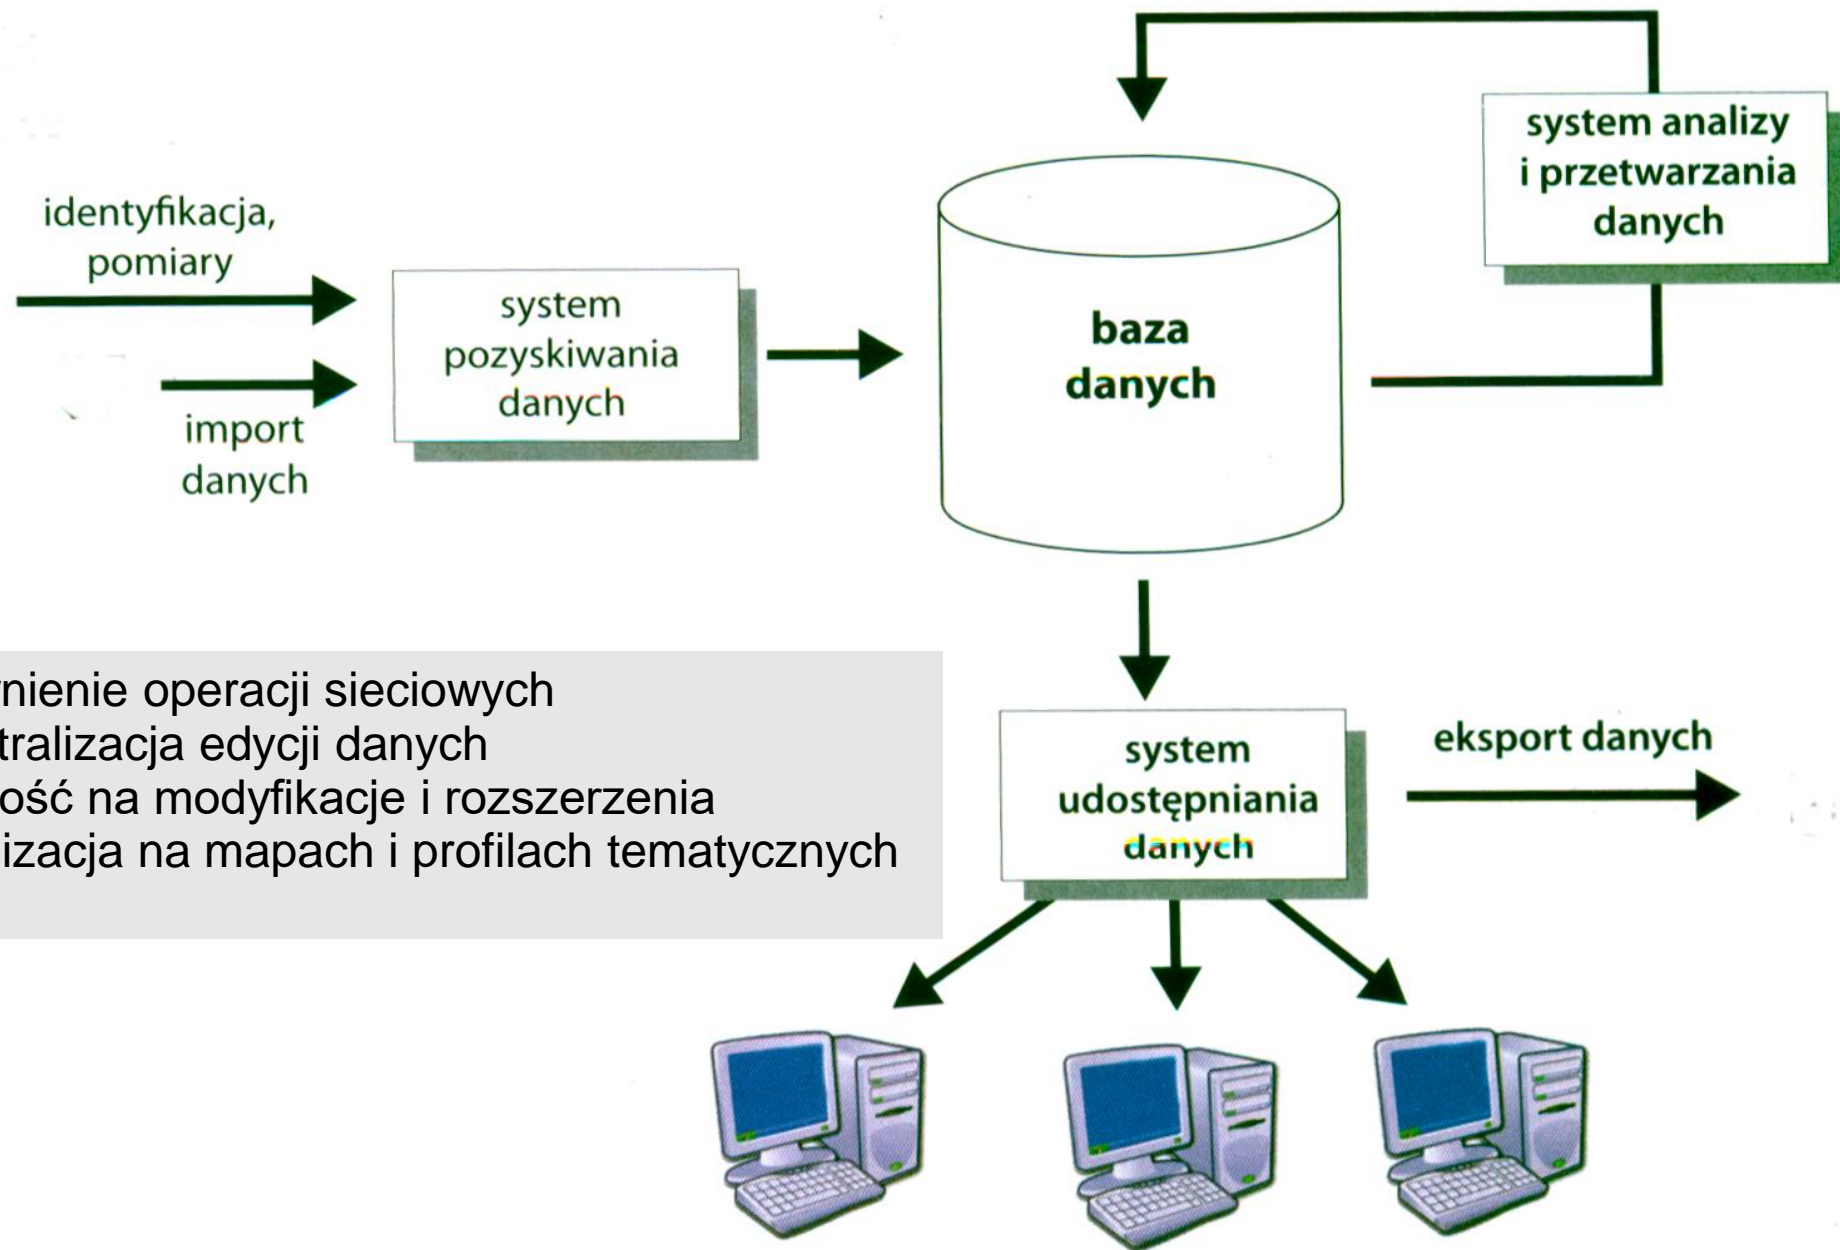 identyfikacja,
pomiary
import
danych
system
pozyskiwania
danych
baza
danych
system analizy
i przetwarzania
danych
nienie operacji sieciowych
tralizacja edycji danych
ość na modyfikacje i rozszerzenia
izacja na mapach i profilach tematycznych
system
udostępniania
danych
eksport danych